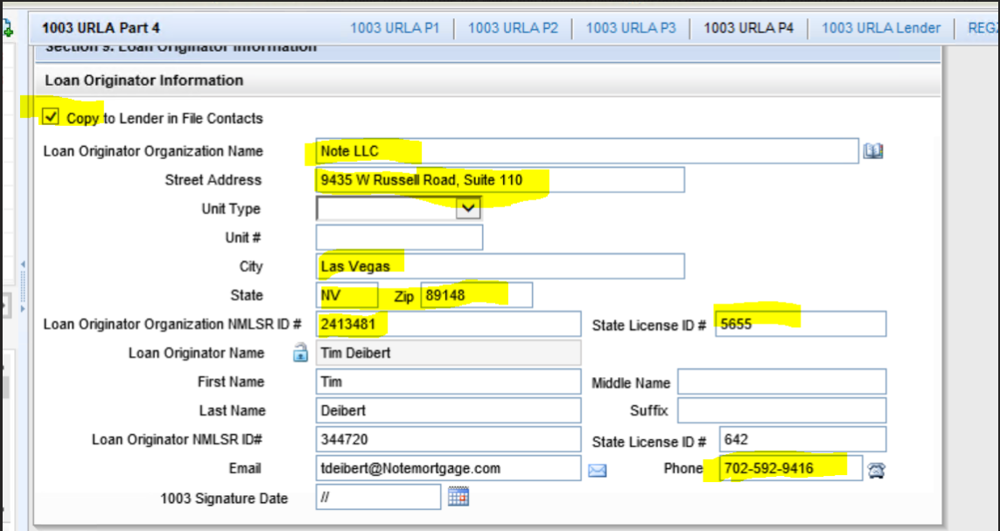 1003 URLA Part 4 1003 URLA P1 1003 URLA P2 1003 URLA P3 1003 URLA P4 1003 URLA Lender REGZ
Section 9. Loan Originator Information
Loan Originator Information
Copy to Lender in File Contacts
Loan Originator Organization Name Note LLC
Street Address 9435 W Russell Road, Suite 110
Unit Type
Unit #
City Las Vegas
State NV Zip 89148
Loan Originator Organization NMLSR ID # 2413481 State License ID # 5655
Loan Originator Name Tim Deibert
First Name Tim Middle Name
Last Name Deibert Suffix
Loan Originator NMLSR ID# 344720 State License ID # 642
Email tdeibert@Notemortgage.com Phone 702-592-9416
1003 Signature Date //